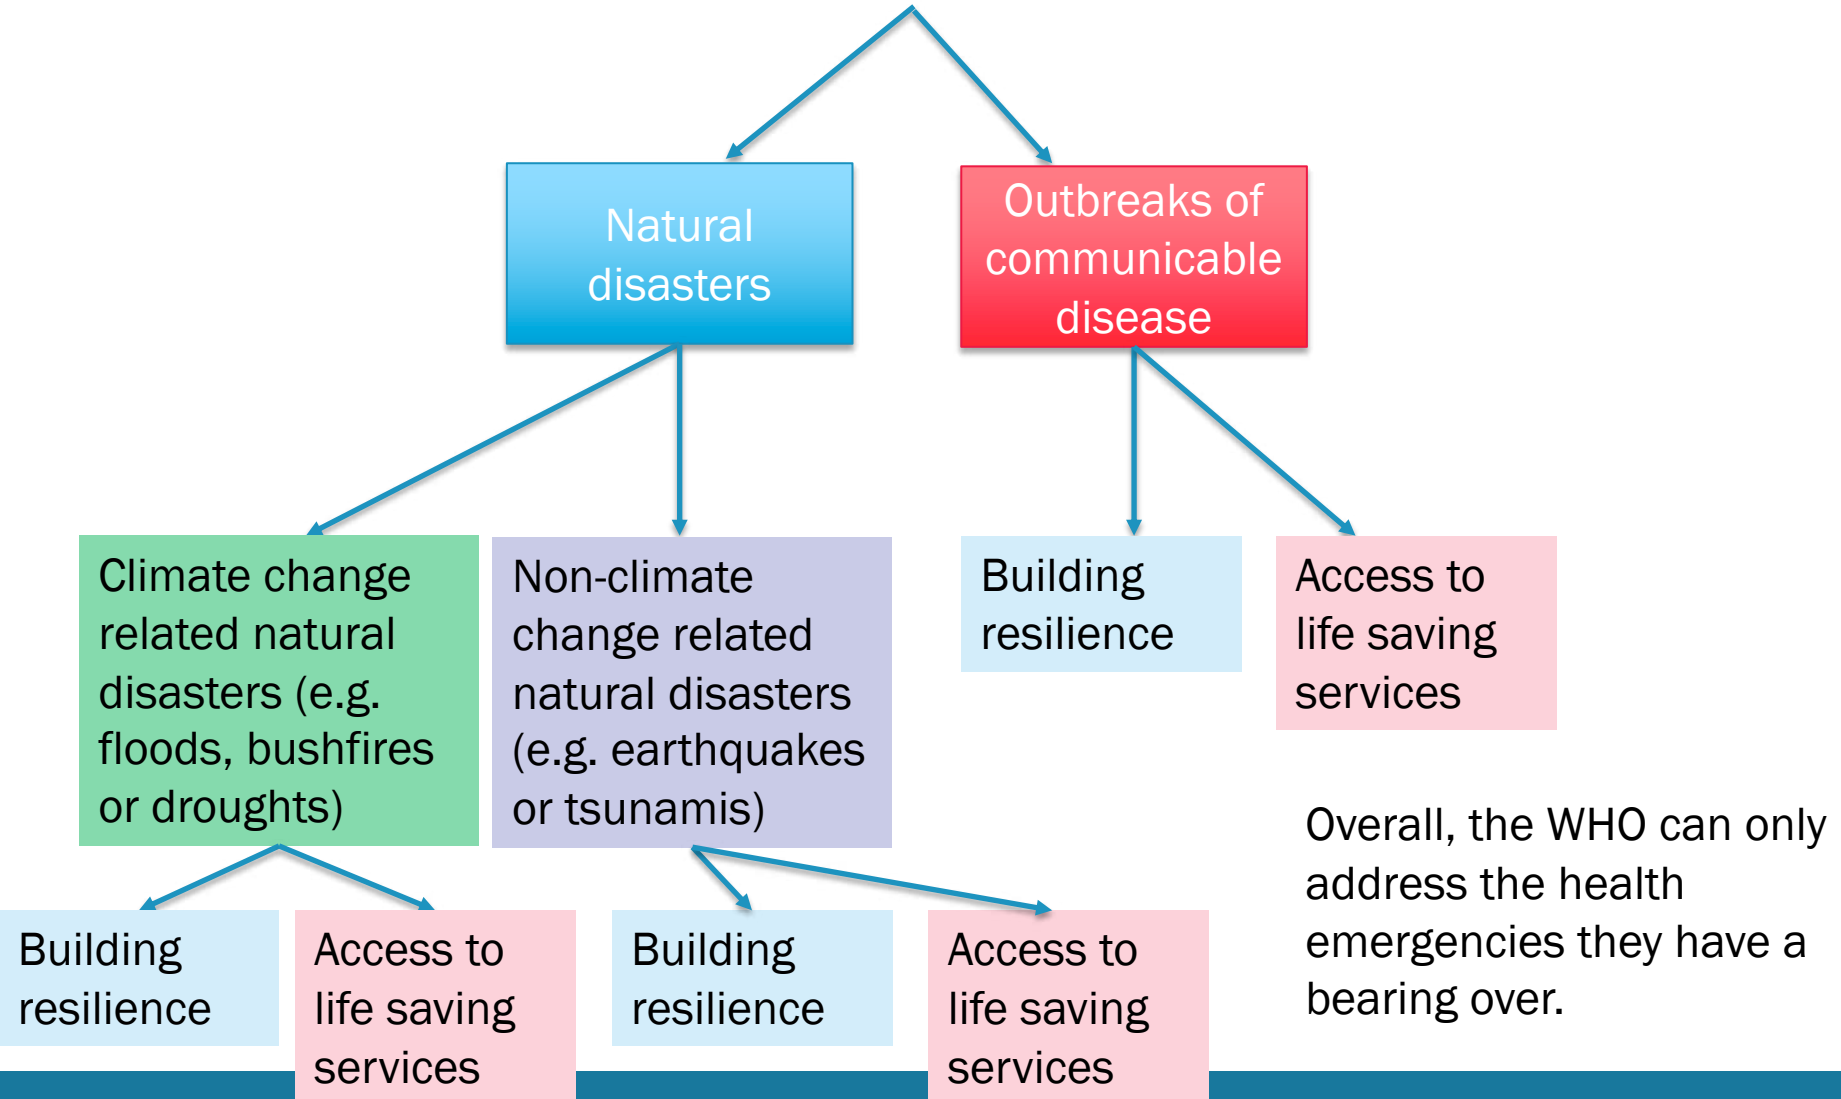 Natural
disasters
Outbreaks of
communicable
disease
Climate change
related natural
disasters (e.g.
floods, bushfires
or droughts)
Non-climate
change related
natural disasters
(e.g. earthquakes
or tsunamis)
Building
resilience
Access to
life saving
services
Building
resilience
Access to
life saving
services
Building
resilience
Access to
life saving
services
Overall, the WHO can only
address the health
emergencies they have a
bearing over.